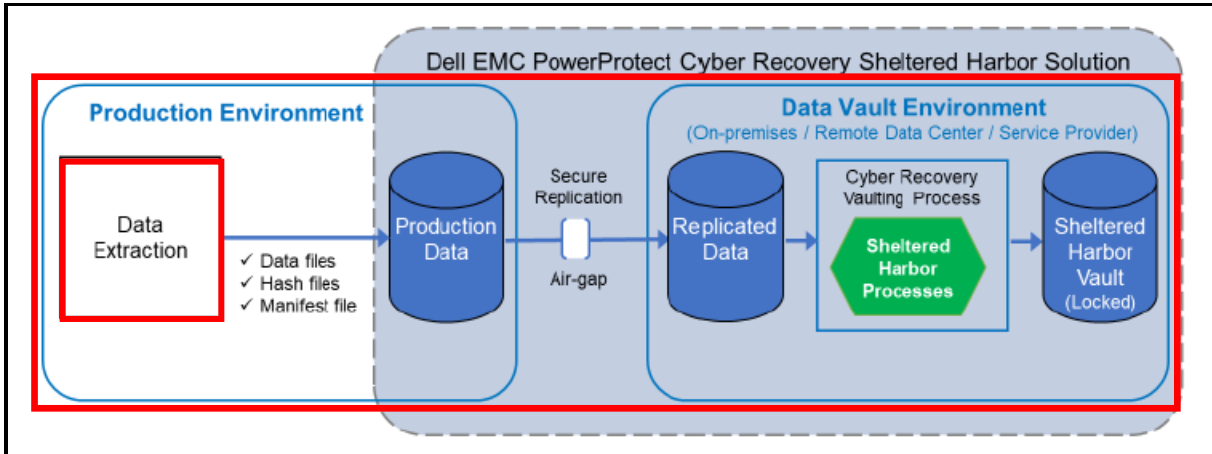 Dell EMC PowerProtect Cyber Recovery Sheltered Harbor Solution
Production Environment
Data
Extraction
✓ Data files
✓ Hash files
✓ Manifest file
Production
Data
Secure
Replication
Air-gap
Data Vault Environment
(On-premises / Remote Data Center / Service Provider)
Replicated
Data
Cyber Recovery
Vaulting Process
Sheltered
Harbor
Processes
Sheltered
Harbor
Vault
(Locked)